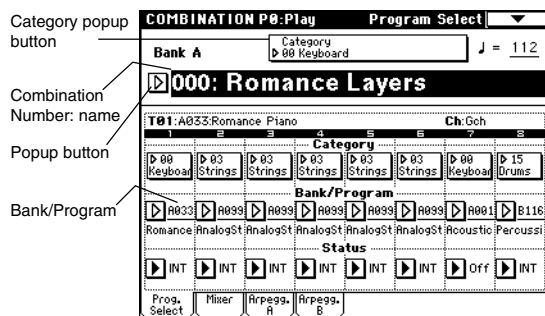 Category popup
button
Combination
Number: name
Popup button
Bank/Program
COMBINATION P0:Play Program Select
Bank A
Category
00 Keyboard
♩ = 112
000: Romance Layers
T01:A033:Romance Piano Ch:Gch
1 2 3 4 5 6 7 8
Category
00 03 03 03 03 03 00 15
Keyboar Strings Strings Strings Strings Strings Keyboar Drums
Bank/Program
A033 A099 A099 A099 A099 A099 A001 B116
Romance AnalogSt AnalogSt AnalogSt AnalogSt AnalogSt Acoustic Percussi
Status
INT INT INT INT INT INT Off INT
Prog. Select Mixer Arpegg. A Arpegg. B